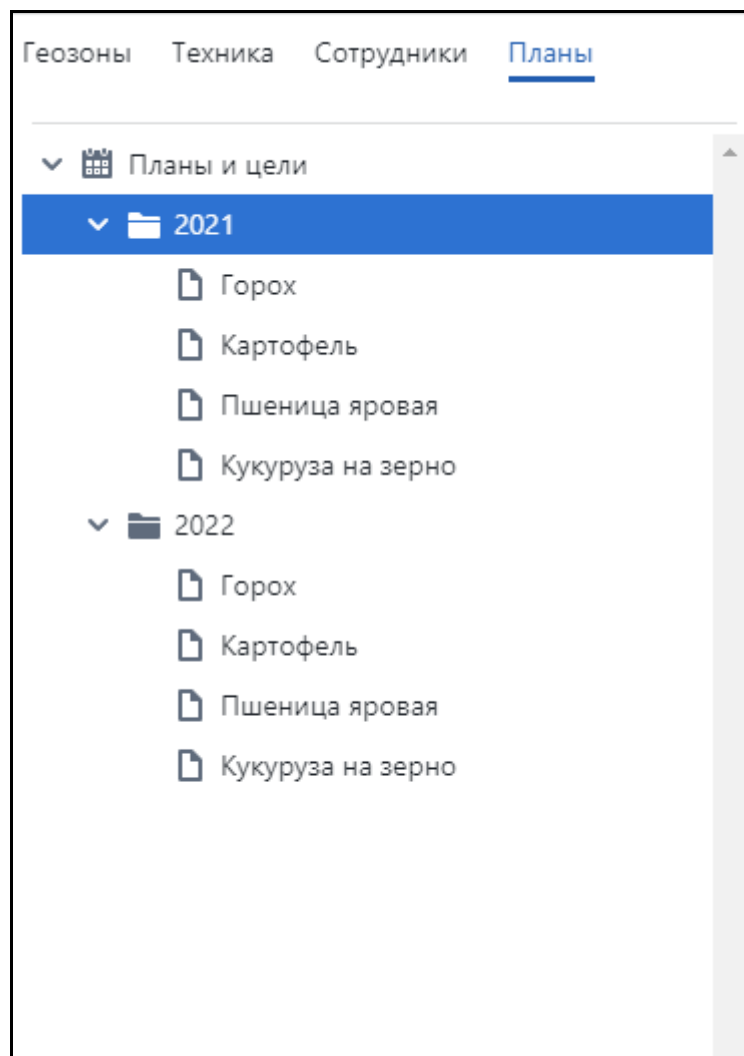 Геозоны Техника Сотрудники Планы
Планы и цели
2021
Горох
Картофель
Пшеница яровая
Кукуруза на зерно
2022
Горох
Картофель
Пшеница яровая
Кукуруза на зерно